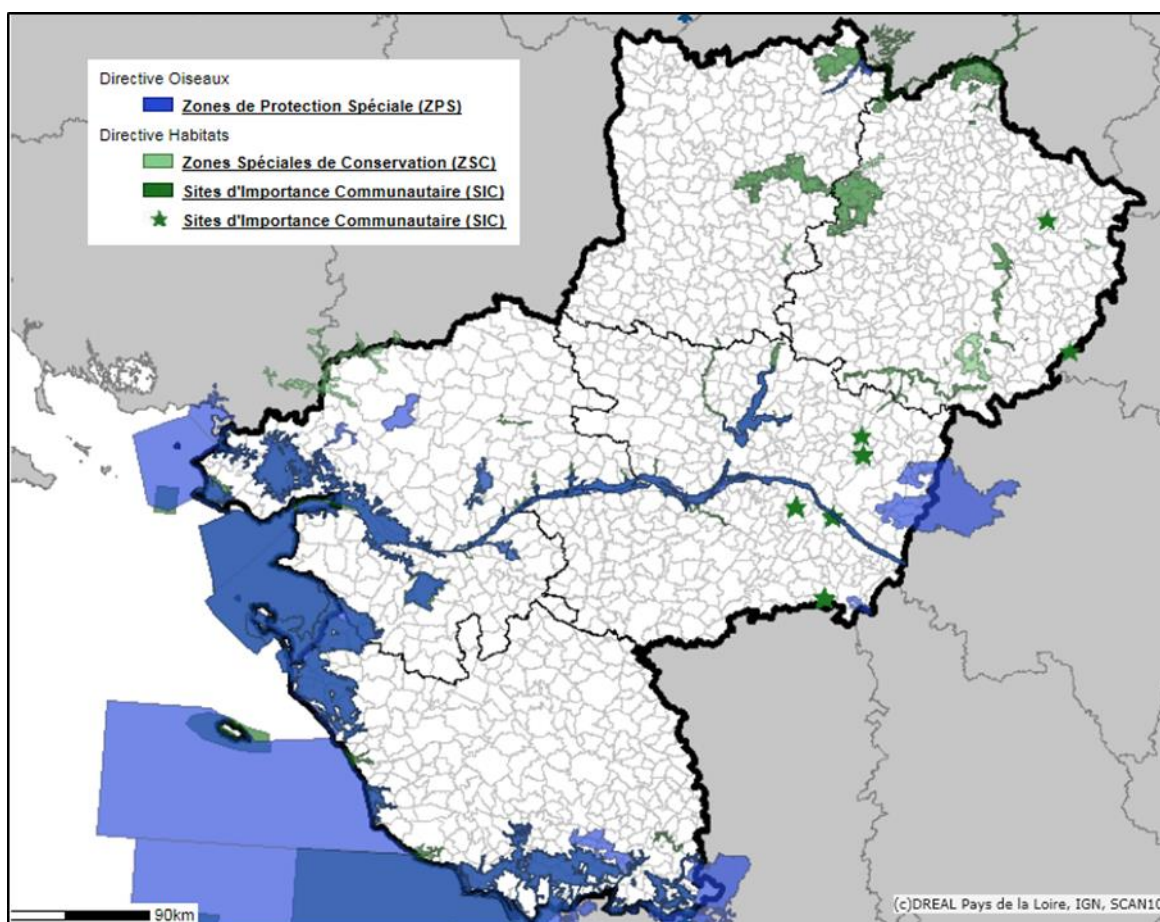 Directive Oiseaux
Zones de Protection Spéciale (ZPS)
Directive Habitats
Zones Spéciales de Conservation (ZSC)
Sites d'Importance Communautaire (SIC)
Sites d'Importance Communautaire (SIC)
90km
(c)DREAL Pays de la Loire, IGN, SCAN10